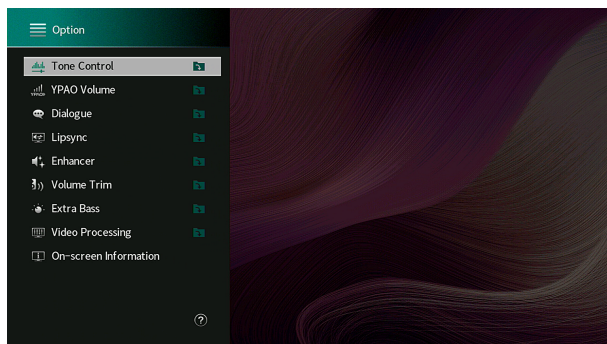 Option
Tone Control
YPAO Volume
Dialogue
Lipsync
Enhancer
Volume Trim
Extra Bass
Video Processing
On-screen Information
?